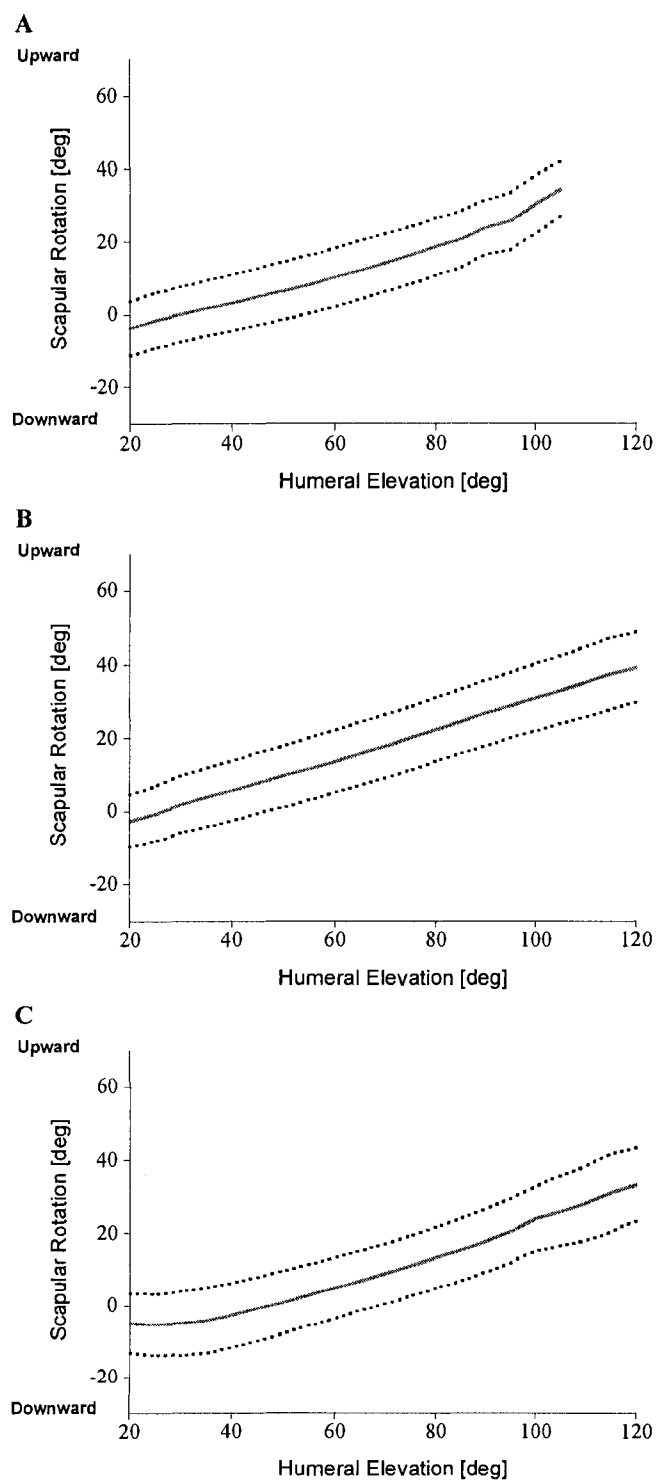 A
Upward
60
40
20
0
-20
Scapular Rotation [deg]
Downward
20 40 60 80 100 120
Humeral Elevation [deg]
B
Upward
60
40
20
0
-20
Scapular Rotation [deg]
Downward
20 40 60 80 100 120
Humeral Elevation [deg]
C
Upward
60
40
20
0
-20
Scapular Rotation [deg]
Downward
20 40 60 80 100 120
Humeral Elevation [deg]